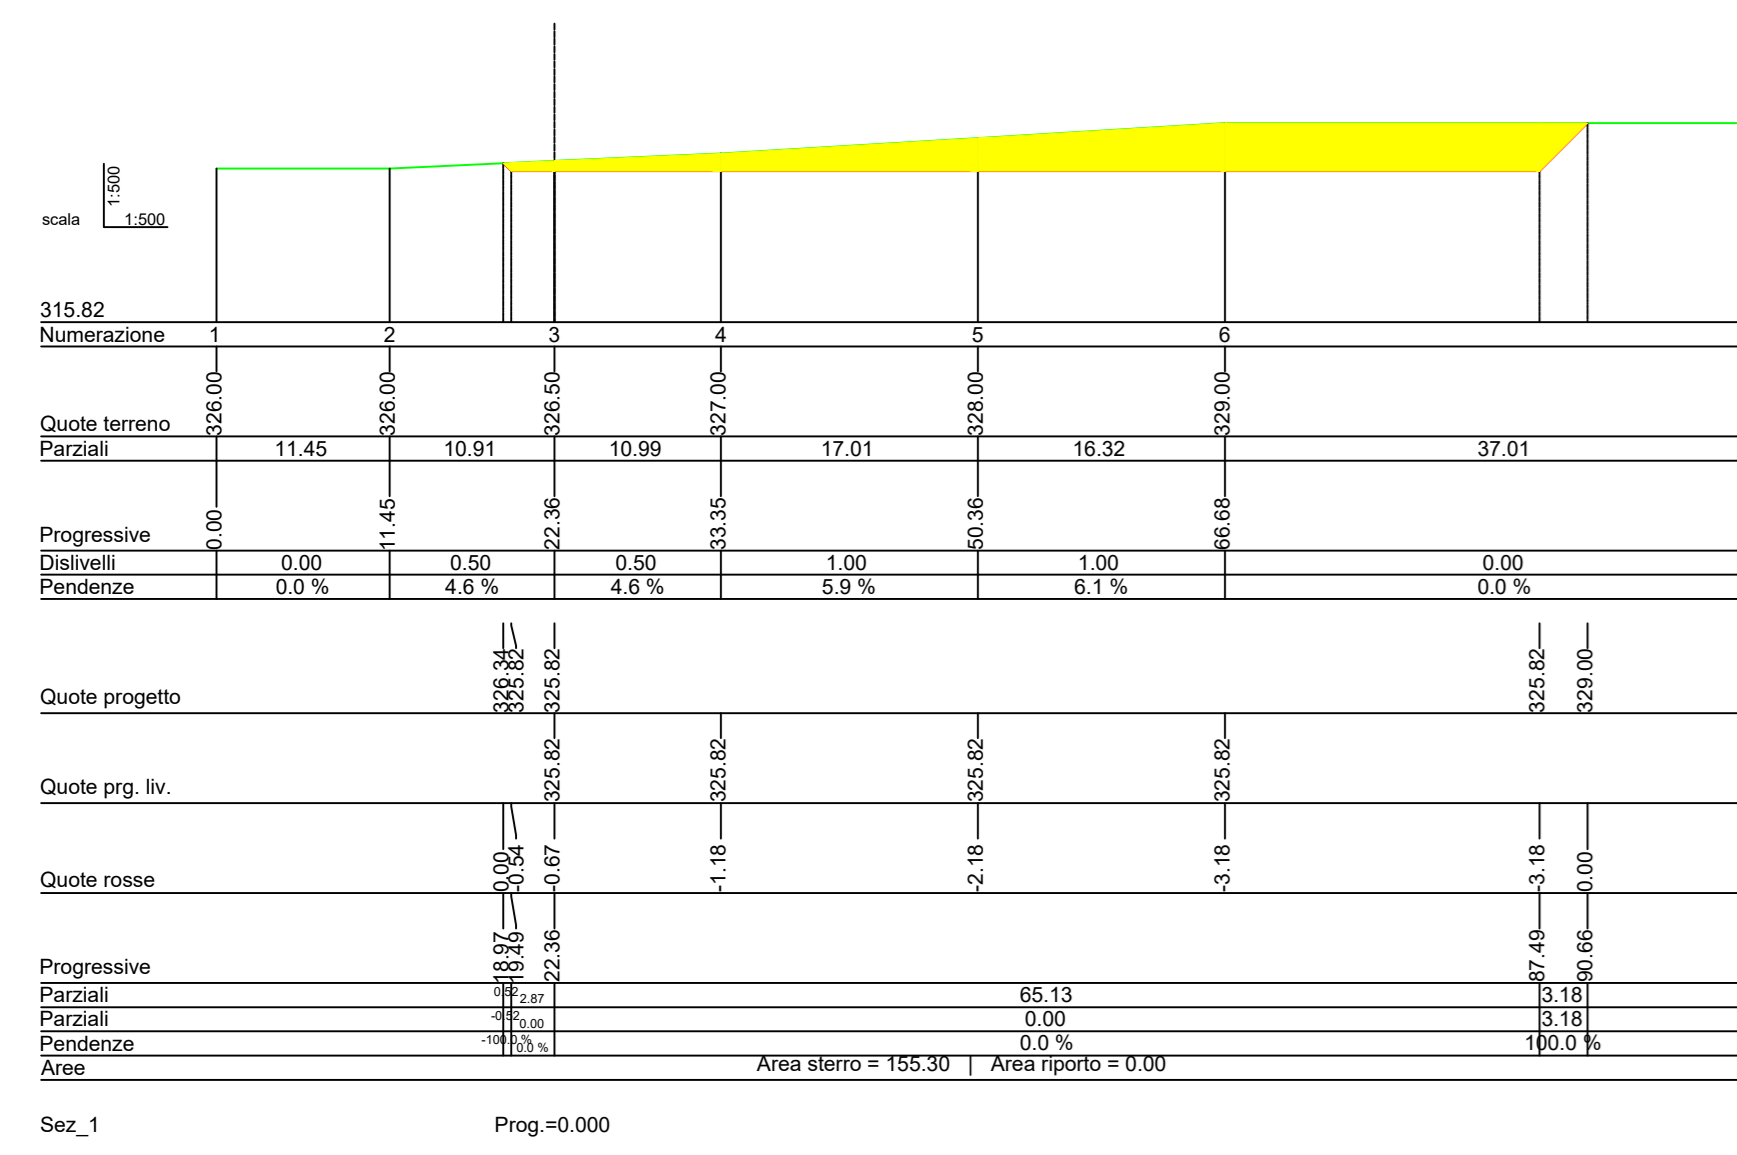 1:500
scala 1:500
315.82
Numerazione 1 2 3 4 5 6
Quote terreno 326.00 326.00 326.50 327.00 328.00 329.00
Parziali 11.45 10.91 10.99 17.01 16.32 37.01
Progressive 0.00 11.45 22.36 33.35 50.36 66.68
Dislivelli 0.00 0.50 0.50 1.00 1.00 0.00
Pendenze 0.0 % 4.6 % 4.6 % 5.9 % 6.1 % 0.0 %
Quote progetto 326.34 325.82 325.82 325.82 329.00
Quote prg. liv. 325.82 325.82 325.82 325.82
Quote rosse 0.00 -0.54 -0.67 -1.18 -2.18 -3.18 -3.18 0.00
Progressive 18.97 19.49 22.36 87.49 90.66
Parziali 0.52 2.87 65.13 3.18
Parziali -0.52 0.00 0.00 3.18
Pendenze -100.0 % 0.0 % 0.0 % 100.0 %
Aree Area sterro = 155.30 | Area riporto = 0.00
Sez_1 Prog.=0.000